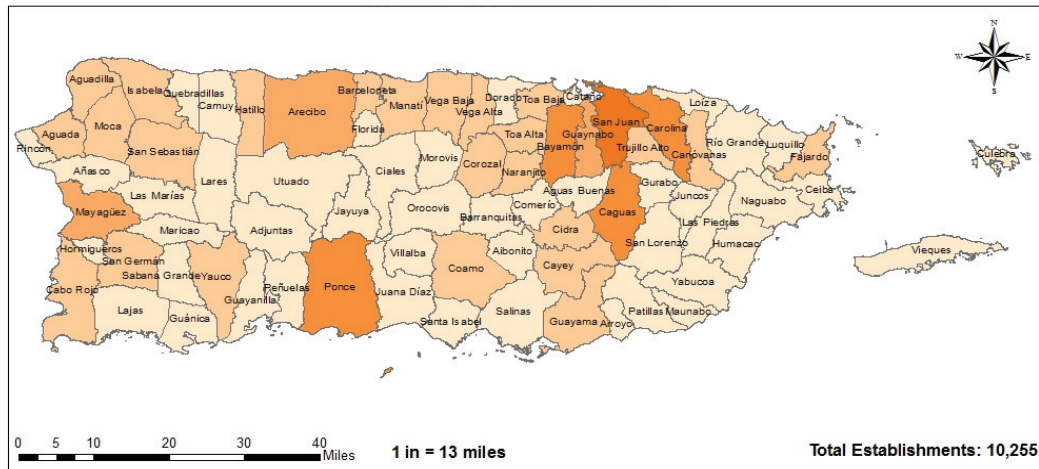 N
W E
S
Aguadilla
Isabela
Quebradillas
Camuy
Hatillo
Arecibo
Barceloneta
Manatí
Vega Baja
Vega Alta
Dorado
Toa Baja
Cataño
San Juan
Carolina
Loíza
Aguada
Moca
Florida
Toa Alta
Bayamón
Guaynabo
Trujillo Alto
Canóvanas
Río Grande
Luquillo
Fajardo
Culebra
Rincón
San Sebastián
Añasco
Lares
Utuado
Ciales
Morovis
Corozal
Naranjito
Aguas Buenas
Gurabo
Juncos
Ceiba
Naguabo
Las Marías
Mayagüez
Maricao
Adjuntas
Jayuya
Orocovis
Barranquitas
Comerío
Cidra
Caguas
San Lorenzo
Las Piedras
Humacao
Vieques
Hormigueros
San Germán
Sabana Grande
Yauco
Guayanilla
Peñuelas
Ponce
Villalba
Juana Díaz
Coamo
Aibonito
Cayey
Yabucoa
Cabo Rojo
Lajas
Guánica
Santa Isabel
Salinas
Guayama
Arroyo
Patillas
Maunabo
0 5 10 20 30 40
Miles
1 in = 13 miles
Total Establishments: 10,255